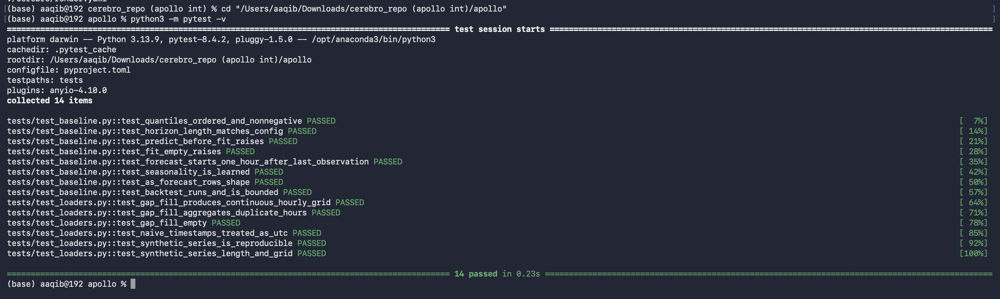 ./cerebro/render.yaml
[(base) aaqib@192 cerebro_repo (apollo int) % cd "/Users/aaqib/Downloads/cerebro_repo (apollo int)/apollo" ]
[(base) aaqib@192 apollo % python3 -m pytest -v ]
test session starts
platform darwin -- Python 3.13.9, pytest-8.4.2, pluggy-1.5.0 -- /opt/anaconda3/bin/python3
cachedir: .pytest_cache
rootdir: /Users/aaqib/Downloads/cerebro_repo (apollo int)/apollo
configfile: pyproject.toml
testpaths: tests
plugins: anyio-4.10.0
collected 14 items
tests/test_baseline.py::test_quantiles_ordered_and_nonnegative PASSED [  7%]
tests/test_baseline.py::test_horizon_length_matches_config PASSED [ 14%]
tests/test_baseline.py::test_predict_before_fit_raises PASSED [ 21%]
tests/test_baseline.py::test_fit_empty_raises PASSED [ 28%]
tests/test_baseline.py::test_forecast_starts_one_hour_after_last_observation PASSED [ 35%]
tests/test_baseline.py::test_seasonality_is_learned PASSED [ 42%]
tests/test_baseline.py::test_as_forecast_rows_shape PASSED [ 50%]
tests/test_baseline.py::test_backtest_runs_and_is_bounded PASSED [ 57%]
tests/test_loaders.py::test_gap_fill_produces_continuous_hourly_grid PASSED [ 64%]
tests/test_loaders.py::test_gap_fill_aggregates_duplicate_hours PASSED [ 71%]
tests/test_loaders.py::test_gap_fill_empty PASSED [ 78%]
tests/test_loaders.py::test_naive_timestamps_treated_as_utc PASSED [ 85%]
tests/test_loaders.py::test_synthetic_series_is_reproducible PASSED [ 92%]
tests/test_loaders.py::test_synthetic_series_length_and_grid PASSED [100%]
14 passed in 0.23s
(base) aaqib@192 apollo %